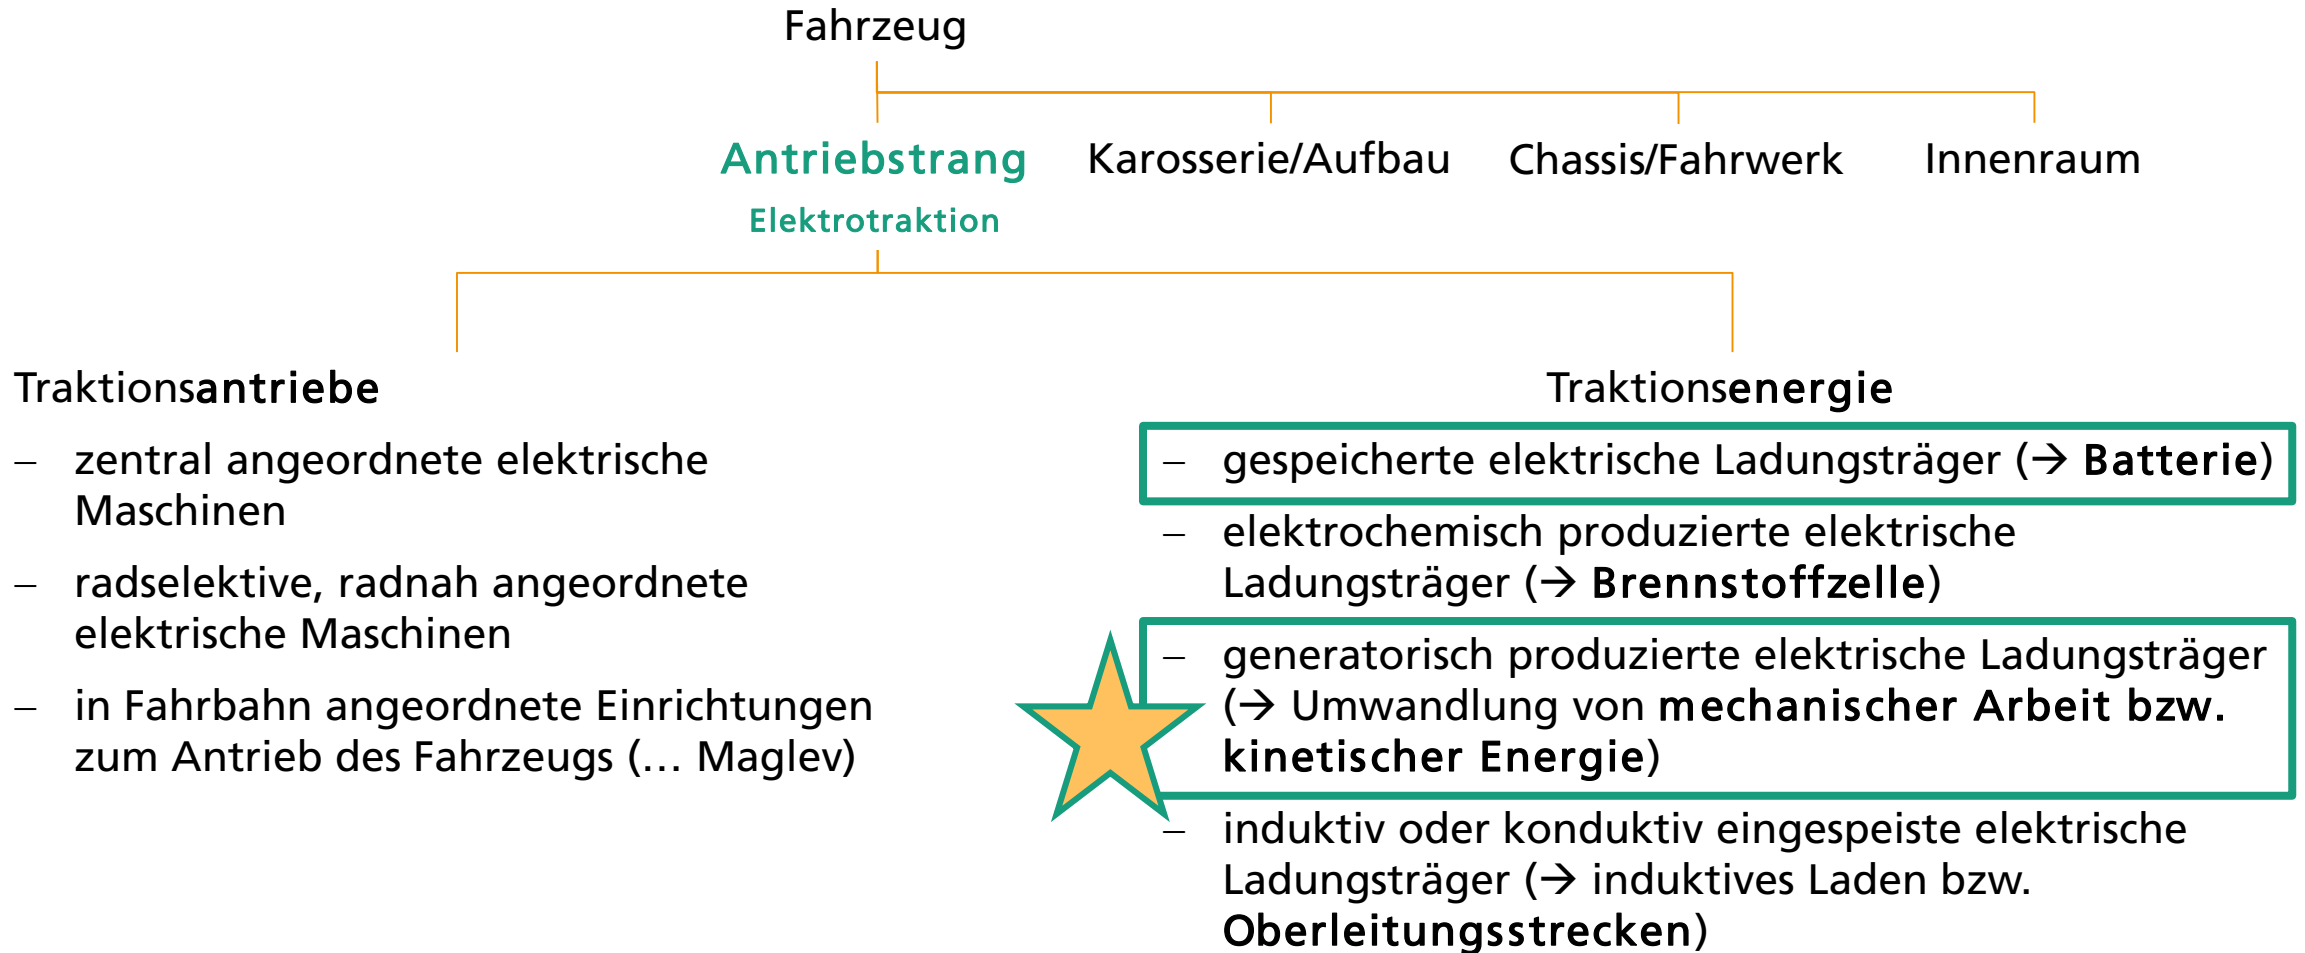 Fahrzeug
Antriebstrang Karosserie/Aufbau Chassis/Fahrwerk Innenraum
Elektrotraktion
Traktionsantriebe
– zentral angeordnete elektrische
Maschinen
– radselektive, radnah angeordnete
elektrische Maschinen
– in Fahrbahn angeordnete Einrichtungen
zum Antrieb des Fahrzeugs (… Maglev)
Traktionsenergie
– gespeicherte elektrische Ladungsträger (→ Batterie)
– elektrochemisch produzierte elektrische
Ladungsträger (→ Brennstoffzelle)
– generatorisch produzierte elektrische Ladungsträger
(→ Umwandlung von mechanischer Arbeit bzw.
kinetischer Energie)
– induktiv oder konduktiv eingespeiste elektrische
Ladungsträger (→ induktives Laden bzw.
Oberleitungsstrecken)